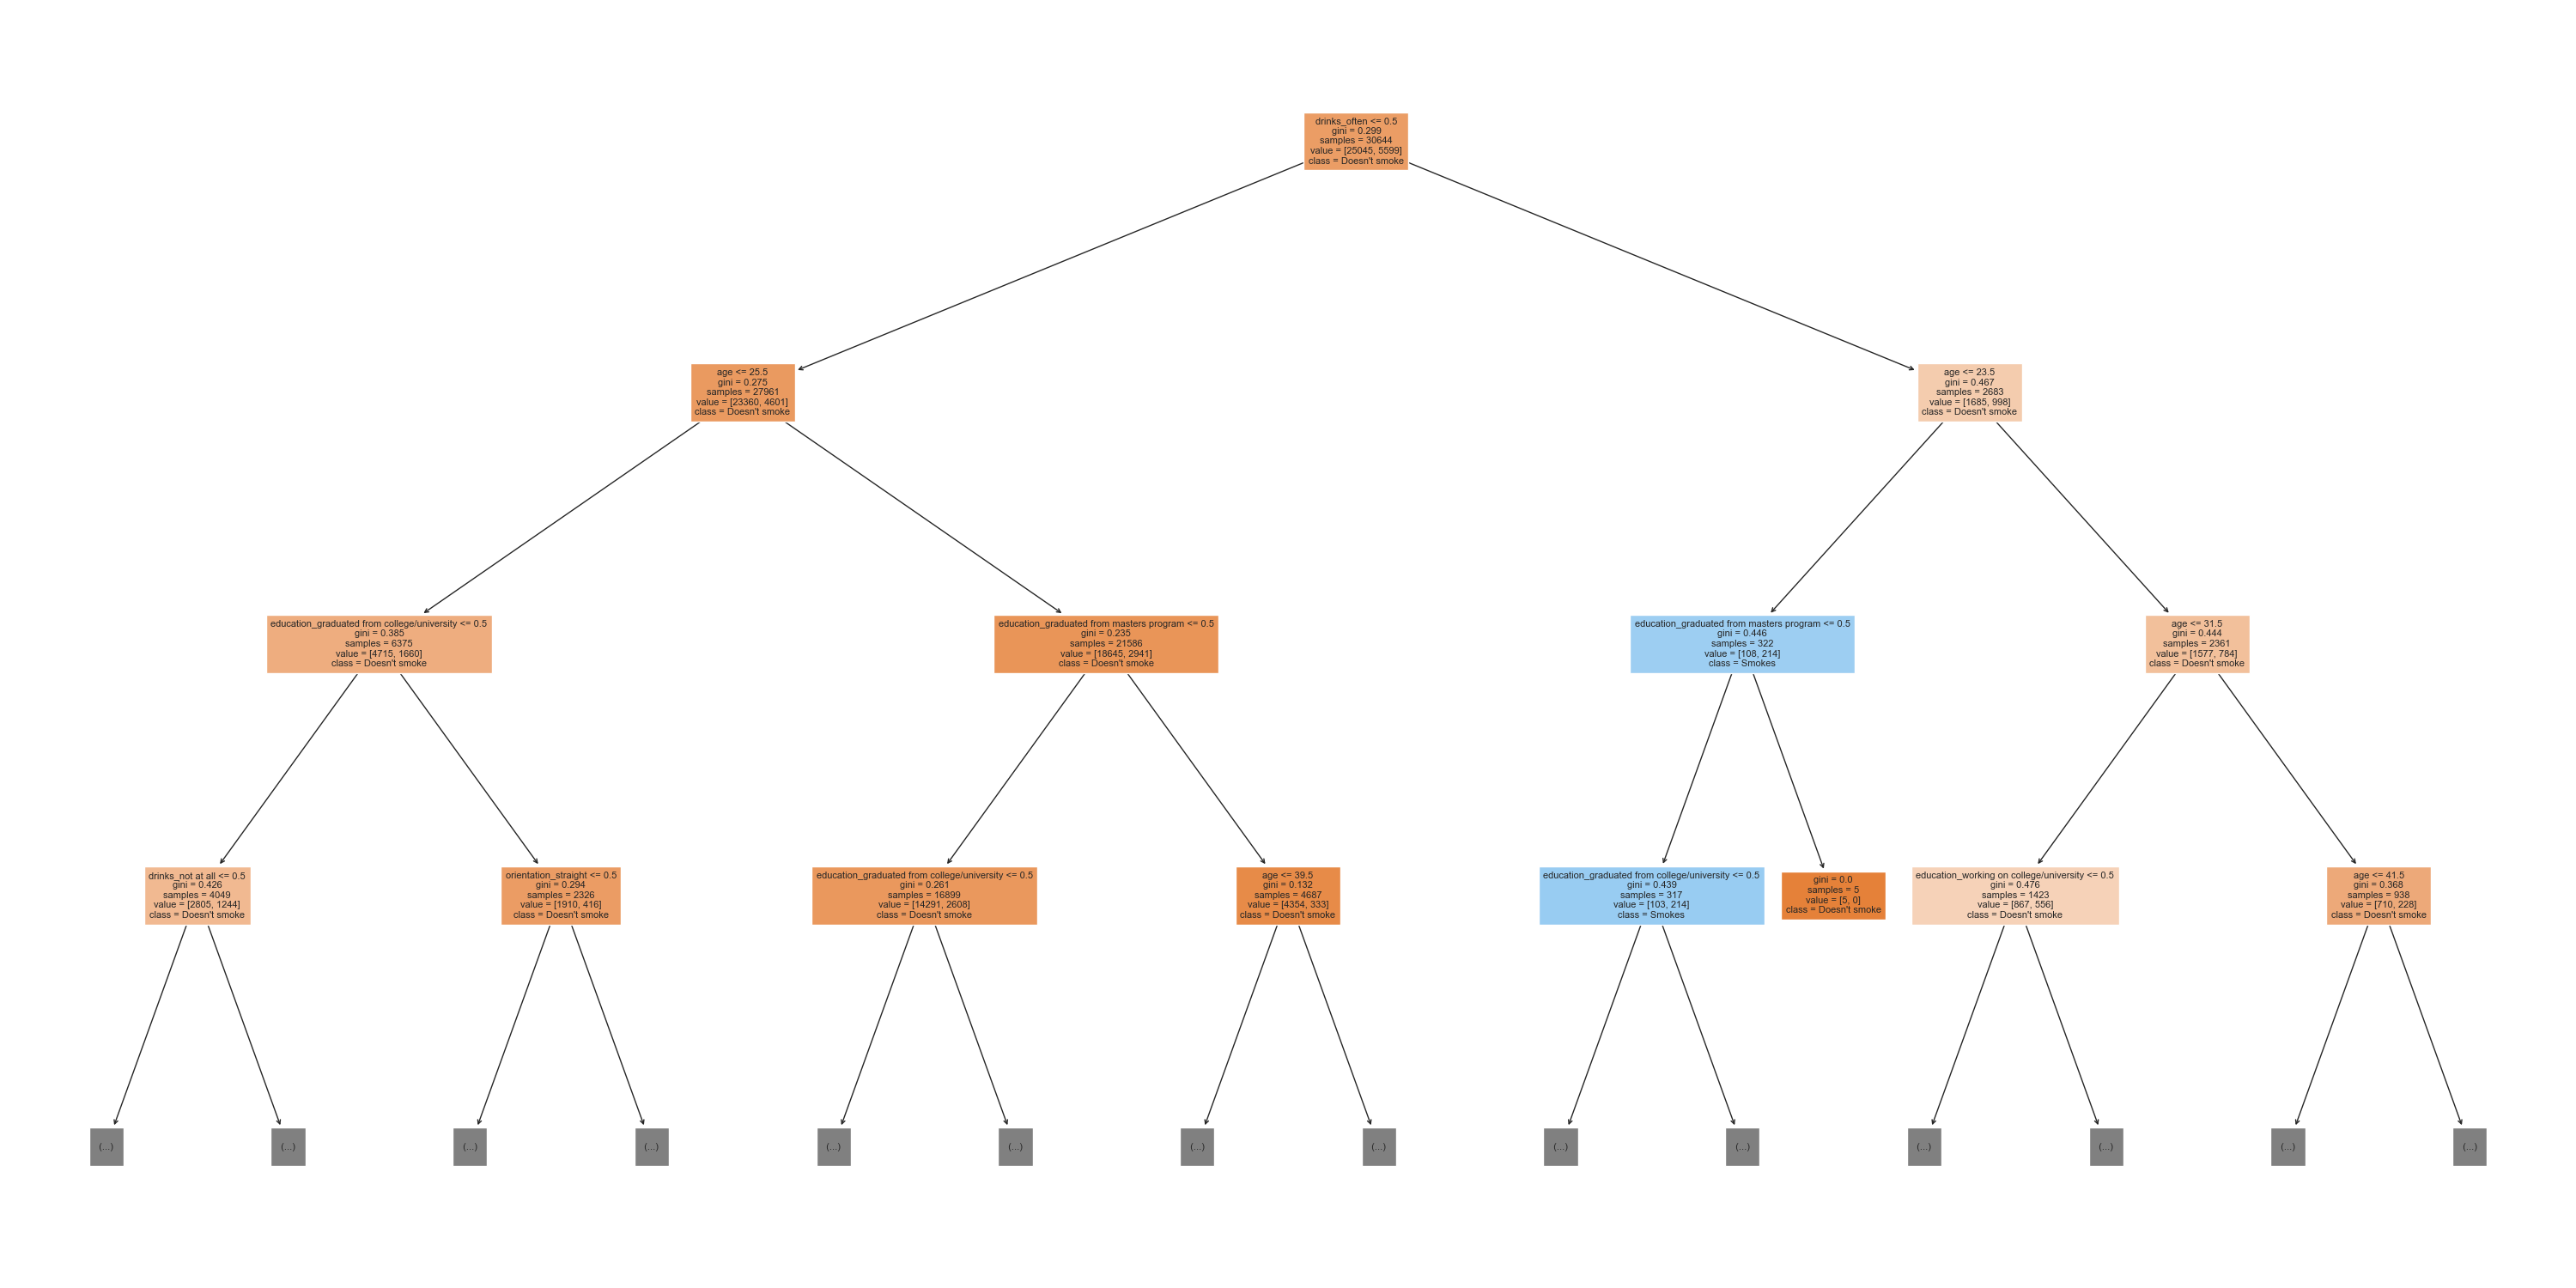 drinks_often <= 0.5
gini = 0.299
samples = 30644
value = [25045, 5599]
class = Doesn't smoke
age <= 25.5
gini = 0.275
samples = 27961
value = [23360, 4601]
class = Doesn't smoke
age <= 23.5
gini = 0.467
samples = 2683
value = [1685, 998]
class = Doesn't smoke
education_graduated from college/university <= 0.5
gini = 0.385
samples = 6375
value = [4715, 1660]
class = Doesn't smoke
education_graduated from masters program <= 0.5
gini = 0.235
samples = 21586
value = [18645, 2941]
class = Doesn't smoke
education_graduated from masters program <= 0.5
gini = 0.446
samples = 322
value = [108, 214]
class = Smokes
age <= 31.5
gini = 0.444
samples = 2361
value = [1577, 784]
class = Doesn't smoke
drinks_not at all <= 0.5
gini = 0.426
samples = 4049
value = [2805, 1244]
class = Doesn't smoke
orientation_straight <= 0.5
gini = 0.294
samples = 2326
value = [1910, 416]
class = Doesn't smoke
education_graduated from college/university <= 0.5
gini = 0.261
samples = 16899
value = [14291, 2608]
class = Doesn't smoke
age <= 39.5
gini = 0.132
samples = 4687
value = [4354, 333]
class = Doesn't smoke
education_graduated from college/university <= 0.5
gini = 0.439
samples = 317
value = [103, 214]
class = Smokes
gini = 0.0
samples = 5
value = [5, 0]
class = Doesn't smoke
education_working on college/university <= 0.5
gini = 0.476
samples = 1423
value = [867, 556]
class = Doesn't smoke
age <= 41.5
gini = 0.368
samples = 938
value = [710, 228]
class = Doesn't smoke
(...)
(...)
(...)
(...)
(...)
(...)
(...)
(...)
(...)
(...)
(...)
(...)
(...)
(...)